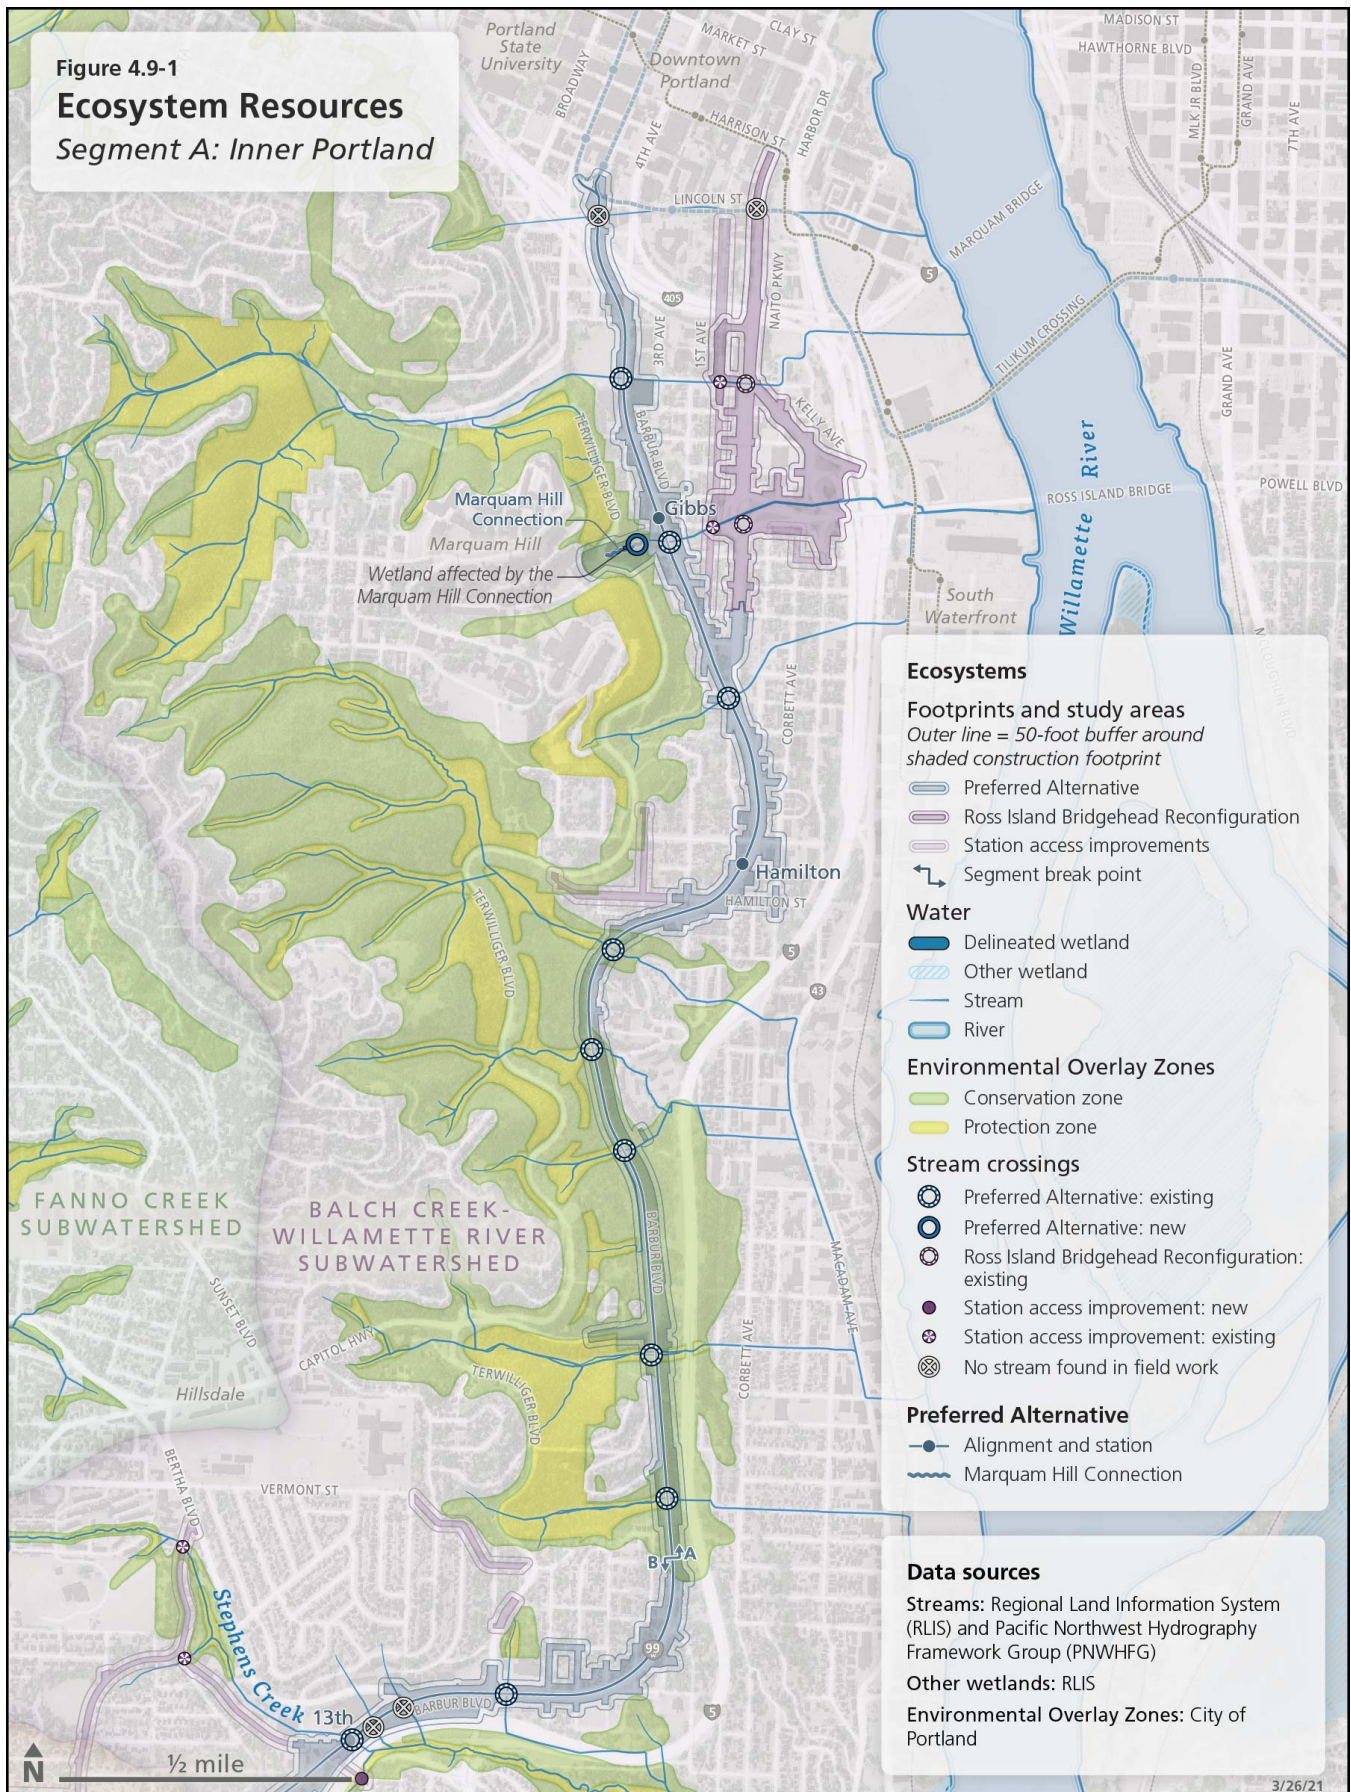 Figure 4.9-1
Ecosystem Resources
Segment A: Inner Portland
Portland
State
University
BROADWAY
MARKET ST
CLAY ST
Downtown
Portland
4TH AVE
HARRISON ST
HARBOR DR
MADISON ST
HAWTHORNE BLVD
MLK JR BLVD
GRAND AVE
7TH AVE
LINCOLN ST
MARQUAM BRIDGE
5
405
3RD AVE
1ST AVE
NAITO PKWY
TILIKUM CROSSING
GRAND AVE
KELLY AVE
TERWILLIGER BLVD
BARBUR BLVD
Marquam Hill
Connection
Gibbs
Marquam Hill
Wetland affected by the
Marquam Hill Connection
Willamette River
ROSS ISLAND BRIDGE
POWELL BLVD
South
Waterfront
MCLOUGHLIN BLVD
CORBETT AVE
Hamilton
HAMILTON ST
TERWILLIGER BLVD
5
43
FANNO CREEK
SUBWATERSHED
BALCH CREEK-
WILLAMETTE RIVER
SUBWATERSHED
BARBUR BLVD
MACADAM AVE
SUNSET BLVD
CAPITOL HWY
CORBETT AVE
Hillsdale
TERWILLIGER BLVD
BERTHA BLVD
VERMONT ST
B
A
Stephens Creek
99
13th
BARBUR BLVD
5
N
½ mile
Ecosystems
Footprints and study areas
Outer line = 50-foot buffer around
shaded construction footprint
Preferred Alternative
Ross Island Bridgehead Reconfiguration
Station access improvements
Segment break point
Water
Delineated wetland
Other wetland
Stream
River
Environmental Overlay Zones
Conservation zone
Protection zone
Stream crossings
Preferred Alternative: existing
Preferred Alternative: new
Ross Island Bridgehead Reconfiguration:
existing
Station access improvement: new
Station access improvement: existing
No stream found in field work
Preferred Alternative
Alignment and station
Marquam Hill Connection
Data sources
Streams: Regional Land Information System
(RLIS) and Pacific Northwest Hydrography
Framework Group (PNWHFG)
Other wetlands: RLIS
Environmental Overlay Zones: City of
Portland
3/26/21